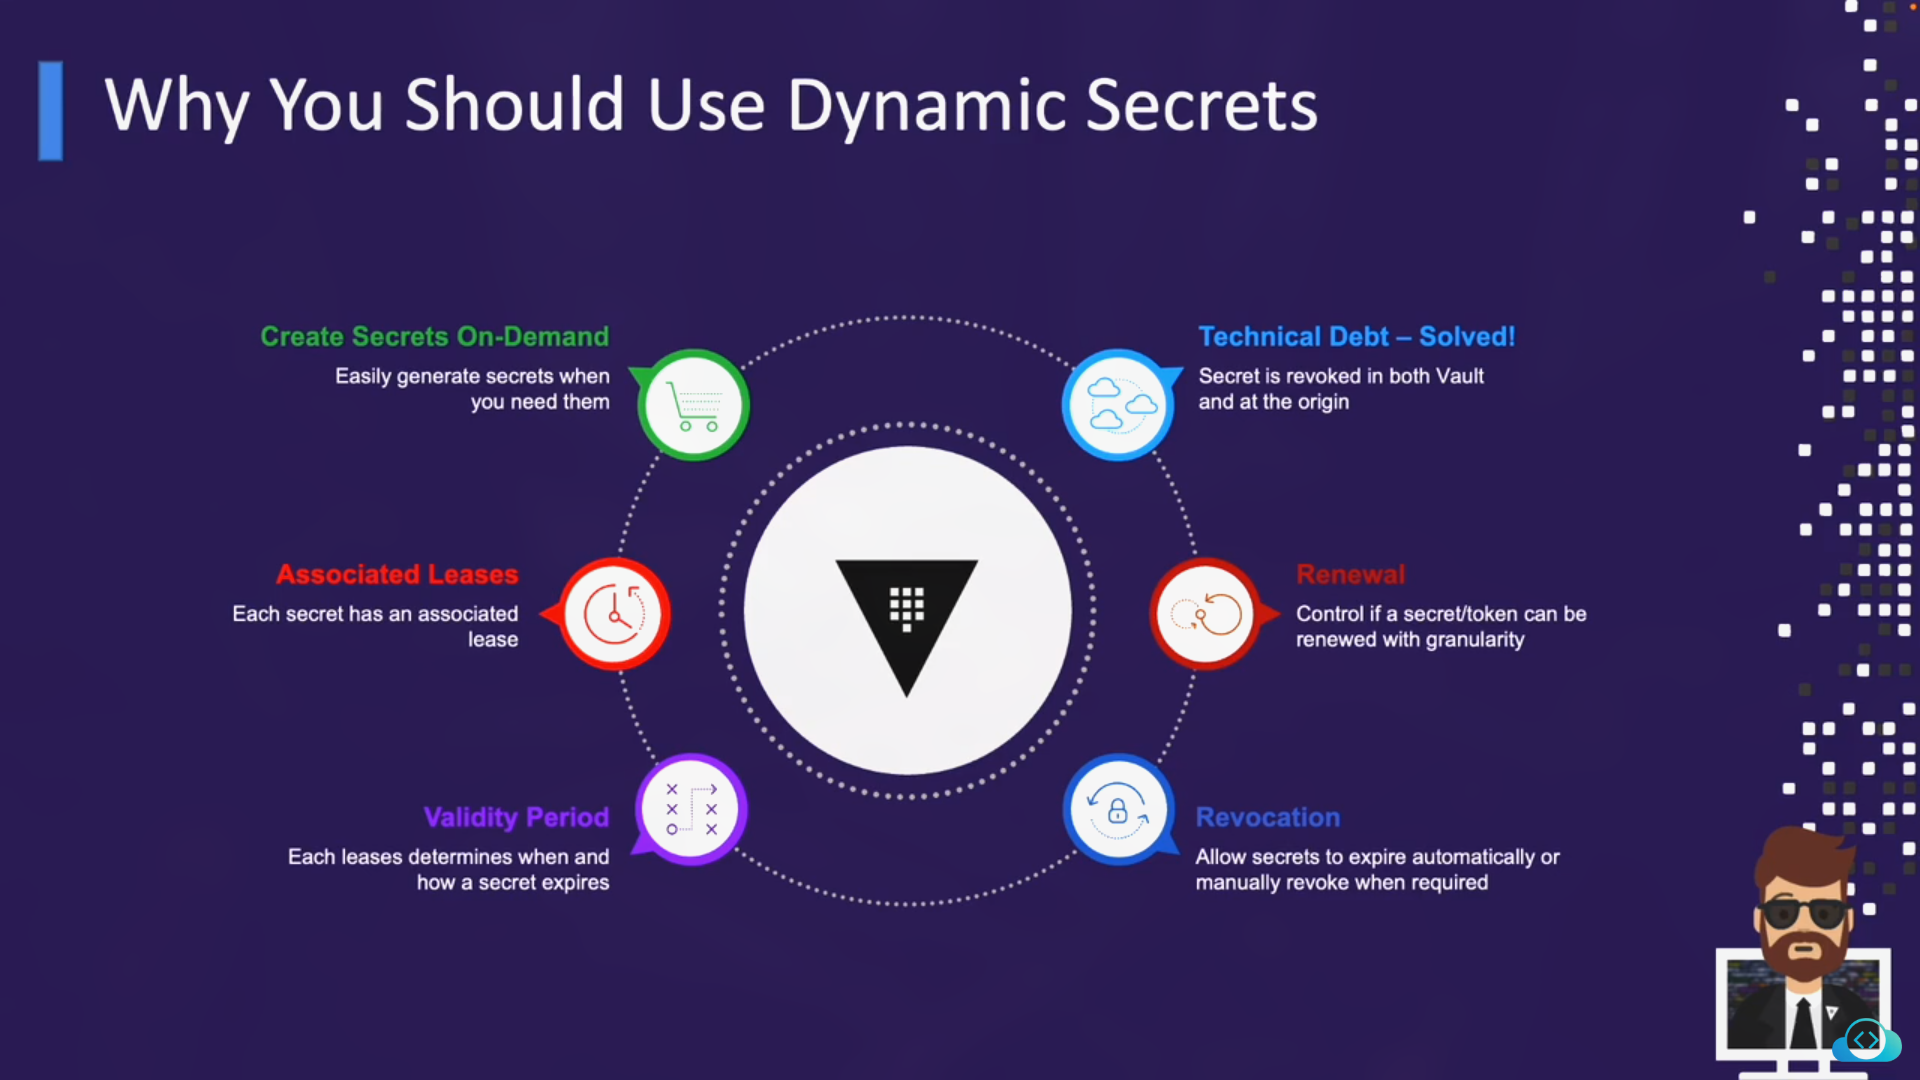 Why You Should Use Dynamic Secrets
Create Secrets On-Demand
Easily generate secrets when
you need them
Associated Leases
Each secret has an associated
lease
Validity Period
Each leases determines when and
how a secret expires
Technical Debt – Solved!
Secret is revoked in both Vault
and at the origin
Renewal
Control if a secret/token can be
renewed with granularity
Revocation
Allow secrets to expire automatically or
manually revoke when required